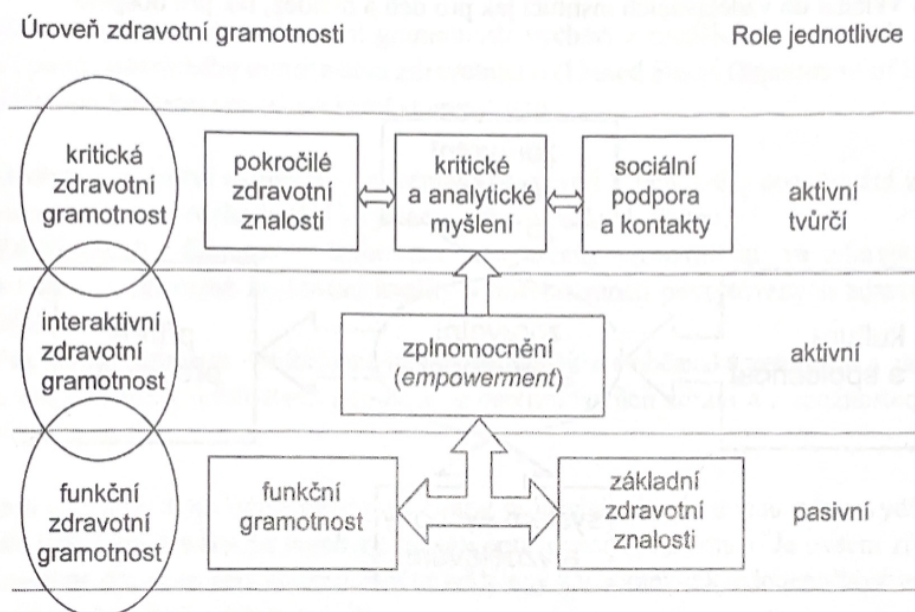 Úroveň zdravotní gramotnosti
Role jednotlivce
kritická
zdravotní
gramotnost
pokročilé
zdravotní
znalosti
kritické
a analytické
myšlení
sociální
podpora
a kontakty
aktivní
tvůrčí
interaktivní
zdravotní
gramotnost
zplnomocnění
(empowerment)
aktivní
funkční
zdravotní
gramotnost
funkční
gramotnost
základní
zdravotní
znalosti
pasivní